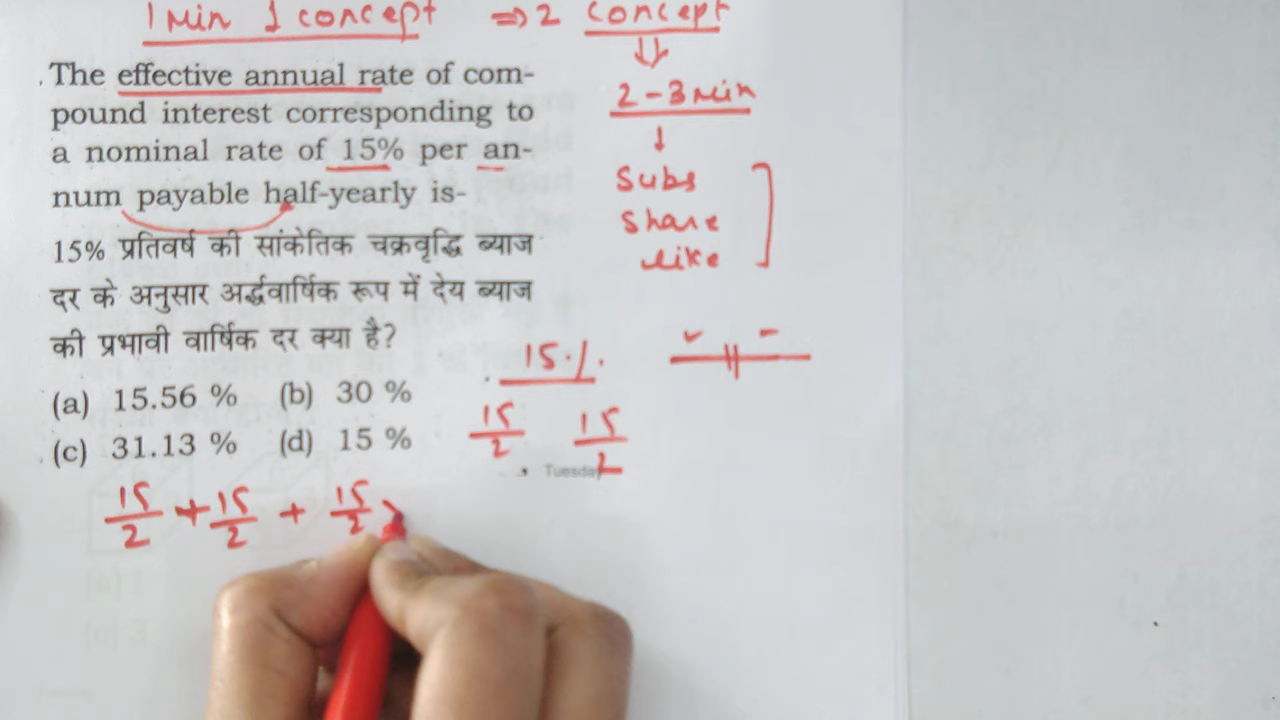 1 Min 1 concept ⇒ 2 concept
The effective annual rate of com-
pound interest corresponding to
a nominal rate of 15% per an-
num payable half-yearly is-
15% प्रतिवर्ष की सांकेतिक चक्रवृद्धि ब्याज
दर के अनुसार अर्द्धवार्षिक रूप में देय ब्याज
की प्रभावी वार्षिक दर क्या है?
(a) 15.56 % (b) 30 %
(c) 31.13 % (d) 15 %
2-3 Min
Subs
Share
like
15%
15/2 15/2
Tuesday
15/2 + 15/2 + 15/2